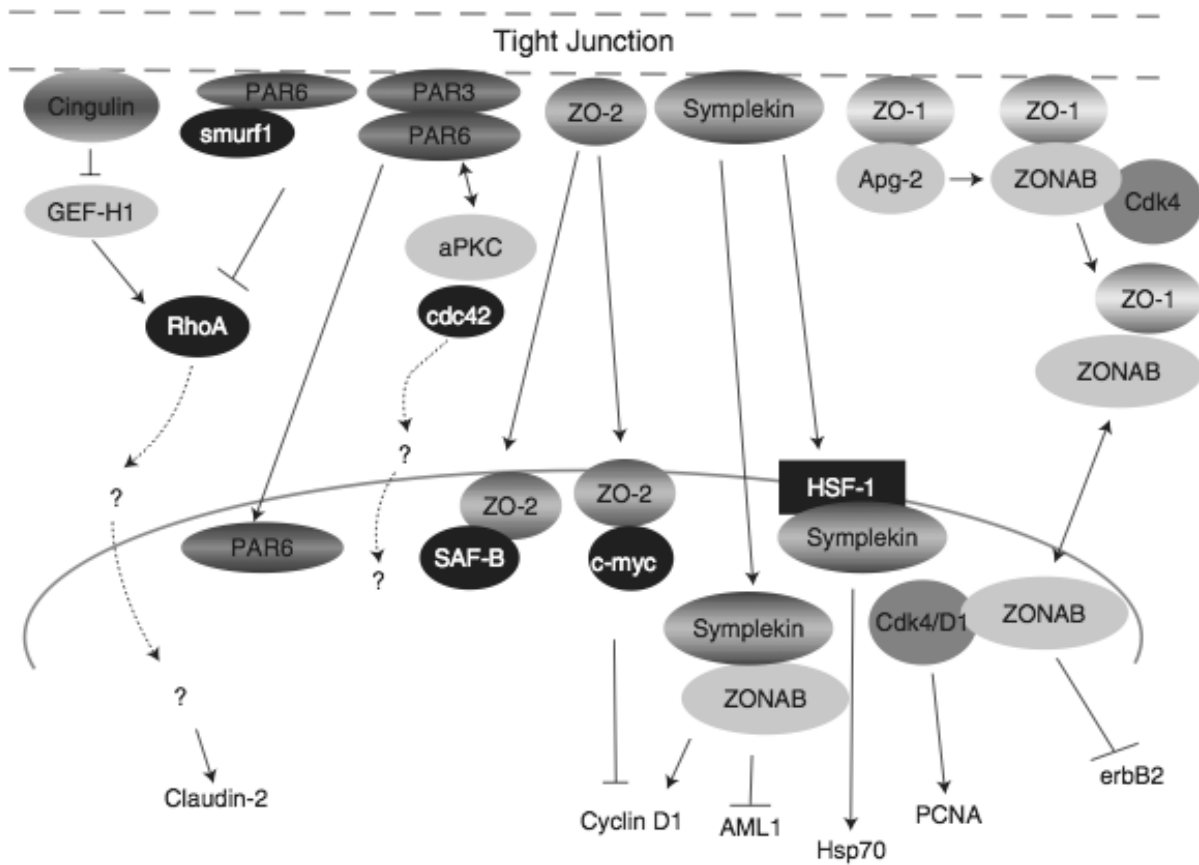 Tight Junction
Cingulin
PAR6
PAR3
ZO-2
Symplekin
ZO-1
ZO-1
smurf1
PAR6
Apg-2
ZONAB
Cdk4
GEF-H1
aPKC
RhoA
cdc42
ZO-1
ZONAB
?
?
ZO-2
ZO-2
HSF-1
PAR6
SAF-B
c-myc
Symplekin
?
Symplekin
Cdk4/D1
ZONAB
?
ZONAB
Claudin-2
Cyclin D1
AML1
Hsp70
PCNA
erbB2